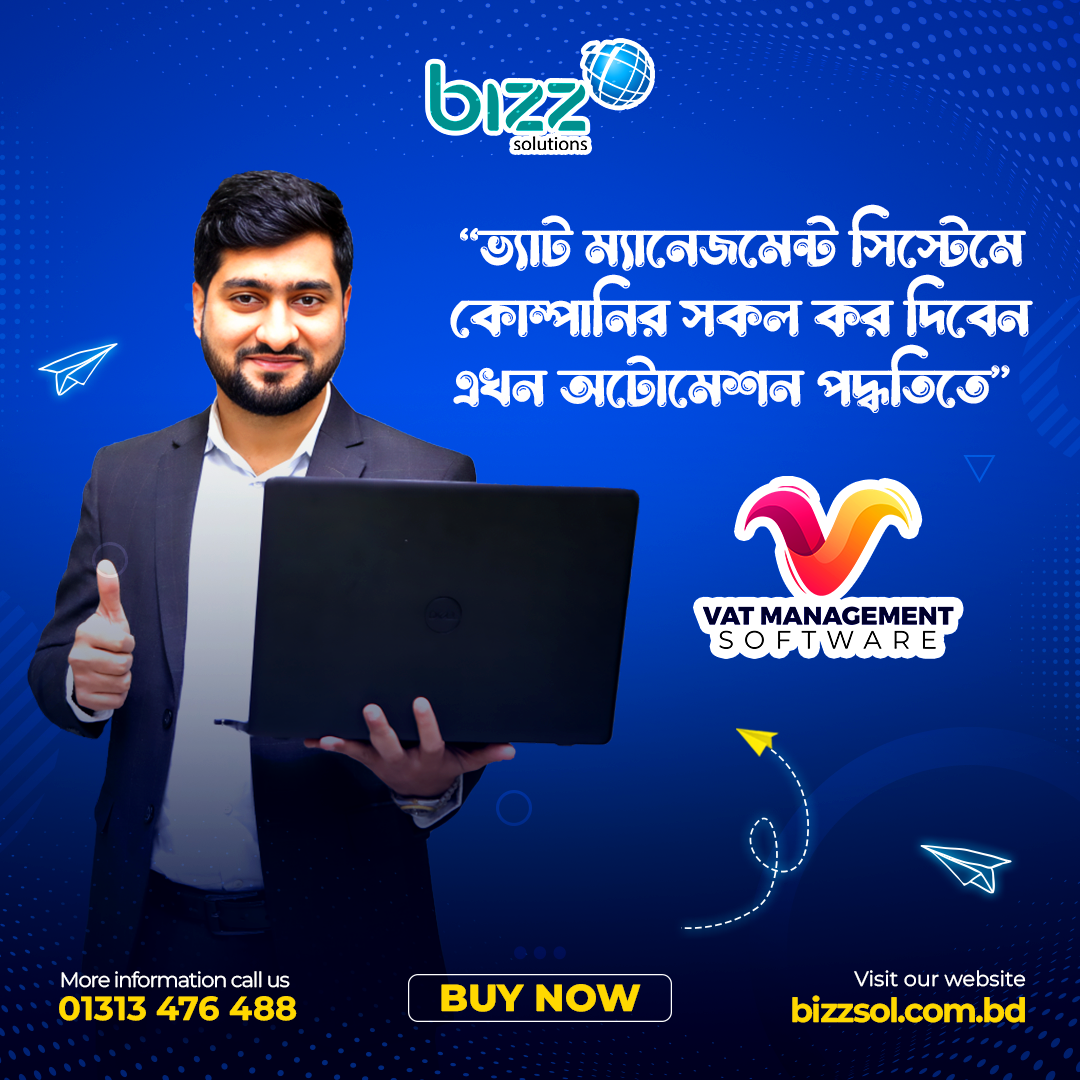 bizz
solutions
“ভ্যাট ম্যানেজমেন্ট সিস্টেমে
কোম্পানির সকল কর দিবেন
এখন অটোমেশন পদ্ধতিতে”
VAT MANAGEMENT
SOFTWARE
More information call us
01313 476 488
BUY NOW
Visit our website
bizzsol.com.bd